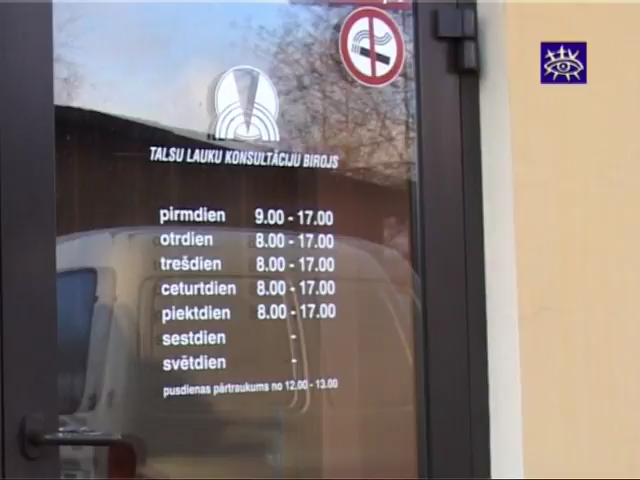 TALSU LAUKU KONSULTĀCIJU BIROJS
pirmdien 9.00 - 17.00
otrdien 8.00 - 17.00
trešdien 8.00 - 17.00
ceturtdien 8.00 - 17.00
piektdien 8.00 - 17.00
sestdien -
svētdien -
pusdienas pārtraukums no 12.00 - 13.00